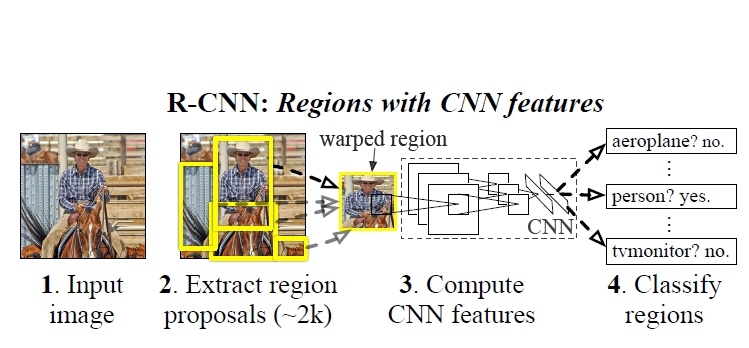 R-CNN: Regions with CNN features
warped region
aeroplane? no.
⋮
person? yes.
⋮
tvmonitor? no.
CNN
1. Input
image
2. Extract region
proposals (~2k)
3. Compute
CNN features
4. Classify
regions